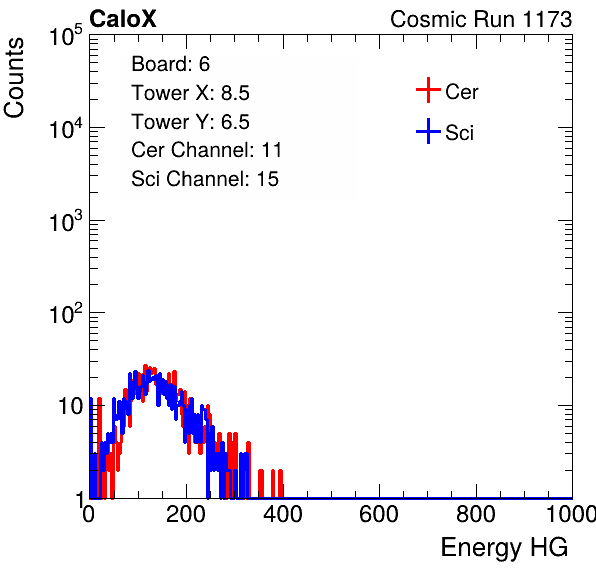 CaloX
Cosmic Run 1173
Counts
10^5
10^4
10^3
10^2
10
1
Board: 6
Tower X: 8.5
Tower Y: 6.5
Cer Channel: 11
Sci Channel: 15
Cer
Sci
0 200 400 600 800 1000
Energy HG